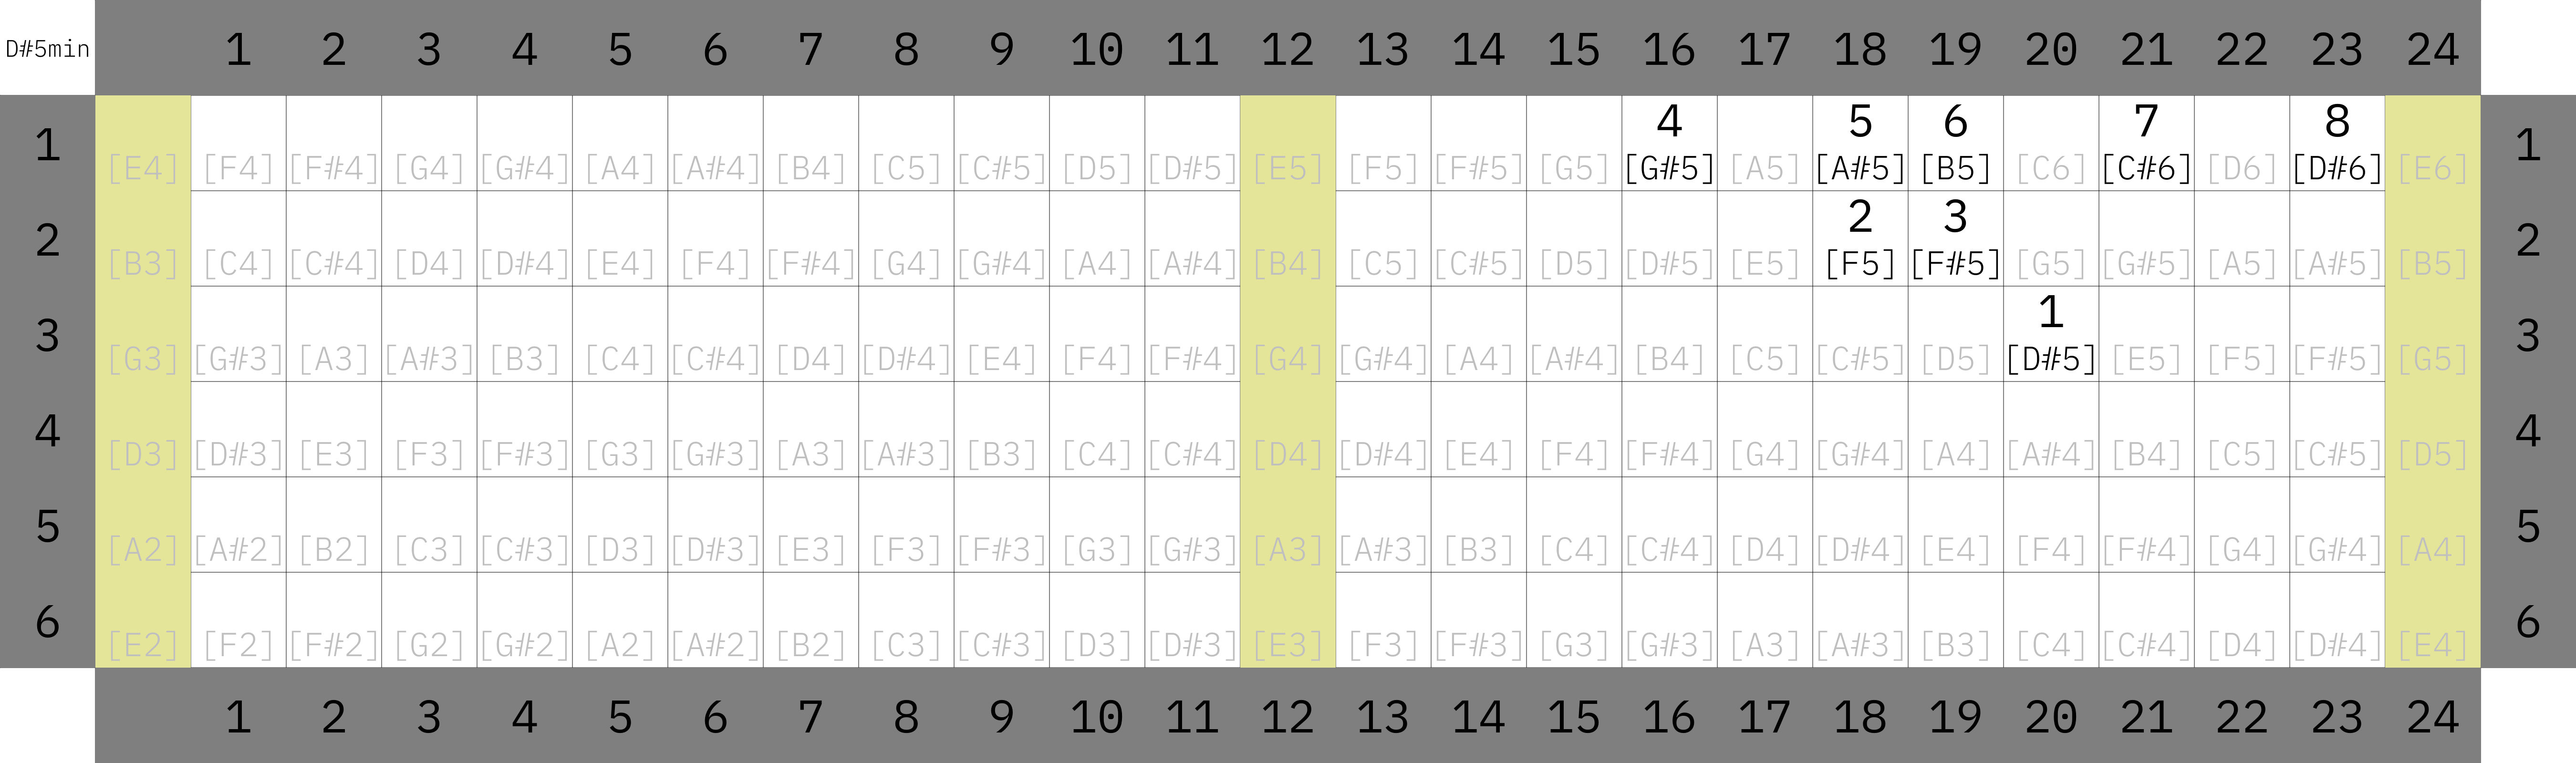 D#5min 1 2 3 4 5 6 7 8 9 10 11 12 13 14 15 16 17 18 19 20 21 22 23 24
4 5 6 7 8
1 [E4] [F4] [F#4] [G4] [G#4] [A4] [A#4] [B4] [C5] [C#5] [D5] [D#5] [E5] [F5] [F#5] [G5] [G#5] [A5] [A#5] [B5] [C6] [C#6] [D6] [D#6] [E6] 1
2 3
2 [B3] [C4] [C#4] [D4] [D#4] [E4] [F4] [F#4] [G4] [G#4] [A4] [A#4] [B4] [C5] [C#5] [D5] [D#5] [E5] [F5] [F#5] [G5] [G#5] [A5] [A#5] [B5] 2
1
3 [G3] [G#3] [A3] [A#3] [B3] [C4] [C#4] [D4] [D#4] [E4] [F4] [F#4] [G4] [G#4] [A4] [A#4] [B4] [C5] [C#5] [D5] [D#5] [E5] [F5] [F#5] [G5] 3
4 [D3] [D#3] [E3] [F3] [F#3] [G3] [G#3] [A3] [A#3] [B3] [C4] [C#4] [D4] [D#4] [E4] [F4] [F#4] [G4] [G#4] [A4] [A#4] [B4] [C5] [C#5] [D5] 4
5 [A2] [A#2] [B2] [C3] [C#3] [D3] [D#3] [E3] [F3] [F#3] [G3] [G#3] [A3] [A#3] [B3] [C4] [C#4] [D4] [D#4] [E4] [F4] [F#4] [G4] [G#4] [A4] 5
6 [E2] [F2] [F#2] [G2] [G#2] [A2] [A#2] [B2] [C3] [C#3] [D3] [D#3] [E3] [F3] [F#3] [G3] [G#3] [A3] [A#3] [B3] [C4] [C#4] [D4] [D#4] [E4] 6
1 2 3 4 5 6 7 8 9 10 11 12 13 14 15 16 17 18 19 20 21 22 23 24